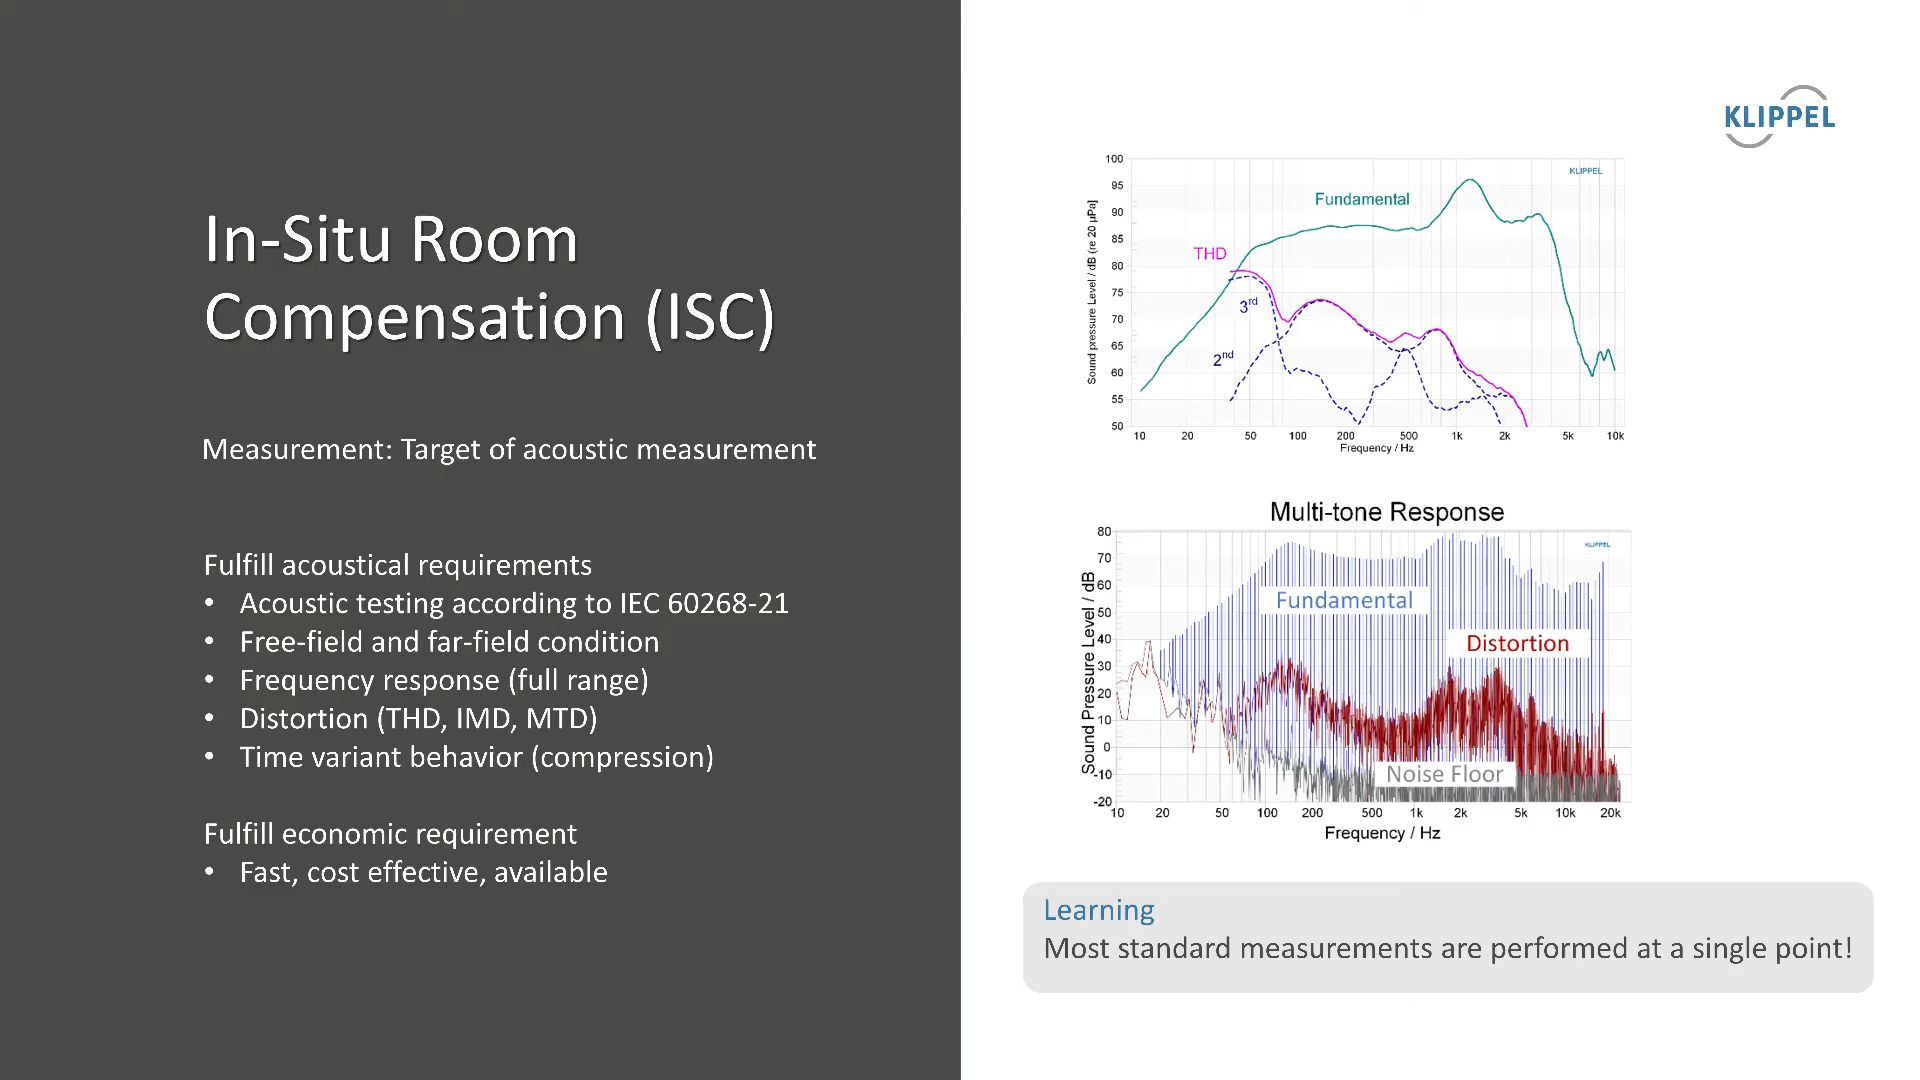 In-Situ Room
Compensation (ISC)
Measurement: Target of acoustic measurement
Fulfill acoustical requirements
• Acoustic testing according to IEC 60268-21
• Free-field and far-field condition
• Frequency response (full range)
• Distortion (THD, IMD, MTD)
• Time variant behavior (compression)
Fulfill economic requirement
• Fast, cost effective, available
KLIPPEL
KLIPPEL
Fundamental
THD
3rd
2nd
Sound pressure Level / dB (re 20 µPa]
100
95
90
85
80
75
70
65
60
55
50
10 20 50 100 200 500 1k 2k 5k 10k
Frequency / Hz
Multi-tone Response
KLIPPEL
Fundamental
Distortion
Noise Floor
Sound Pressure Level / dB
80
70
60
50
40
30
20
10
0
-10
-20
10 20 50 100 200 500 1k 2k 5k 10k 20k
Frequency / Hz
Learning
Most standard measurements are performed at a single point!